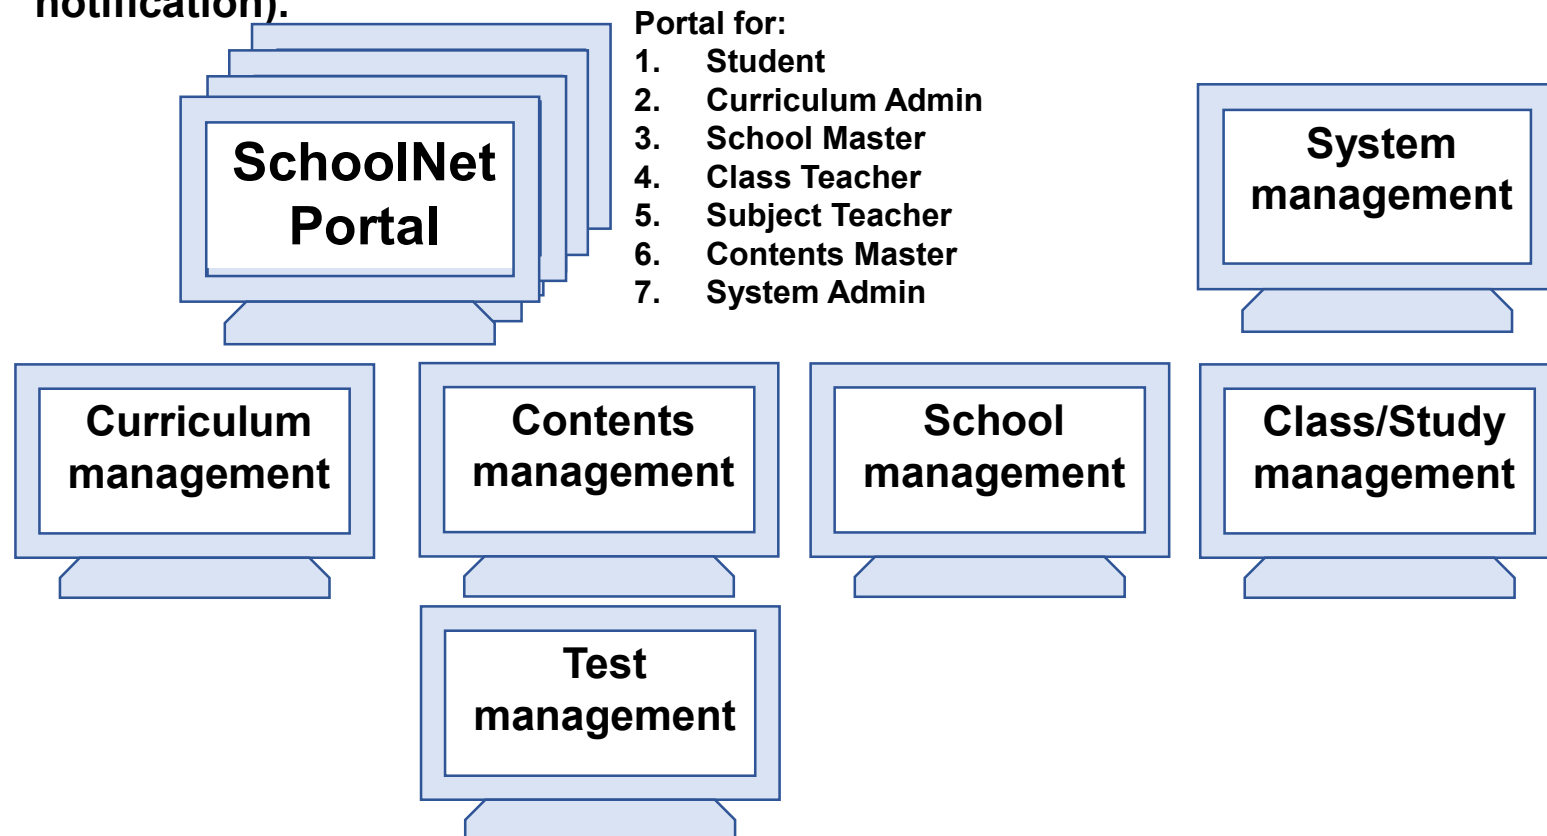 notification).
Portal for:
1. Student
2. Curriculum Admin
3. School Master
4. Class Teacher
5. Subject Teacher
6. Contents Master
7. System Admin
SchoolNet
Portal
System
management
Curriculum
management
Contents
management
School
management
Class/Study
management
Test
management